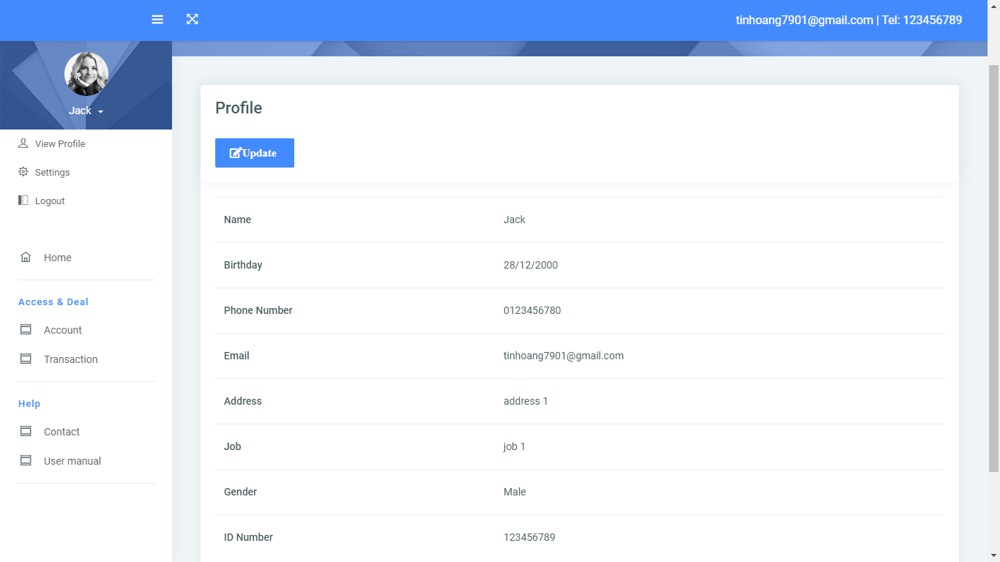 tinhoang7901@gmail.com | Tel: 123456789
Jack
View Profile
Settings
Logout
Home
Access & Deal
Account
Transaction
Help
Contact
User manual
Profile
Update
Name Jack
Birthday 28/12/2000
Phone Number 0123456780
Email tinhoang7901@gmail.com
Address address 1
Job job 1
Gender Male
ID Number 123456789